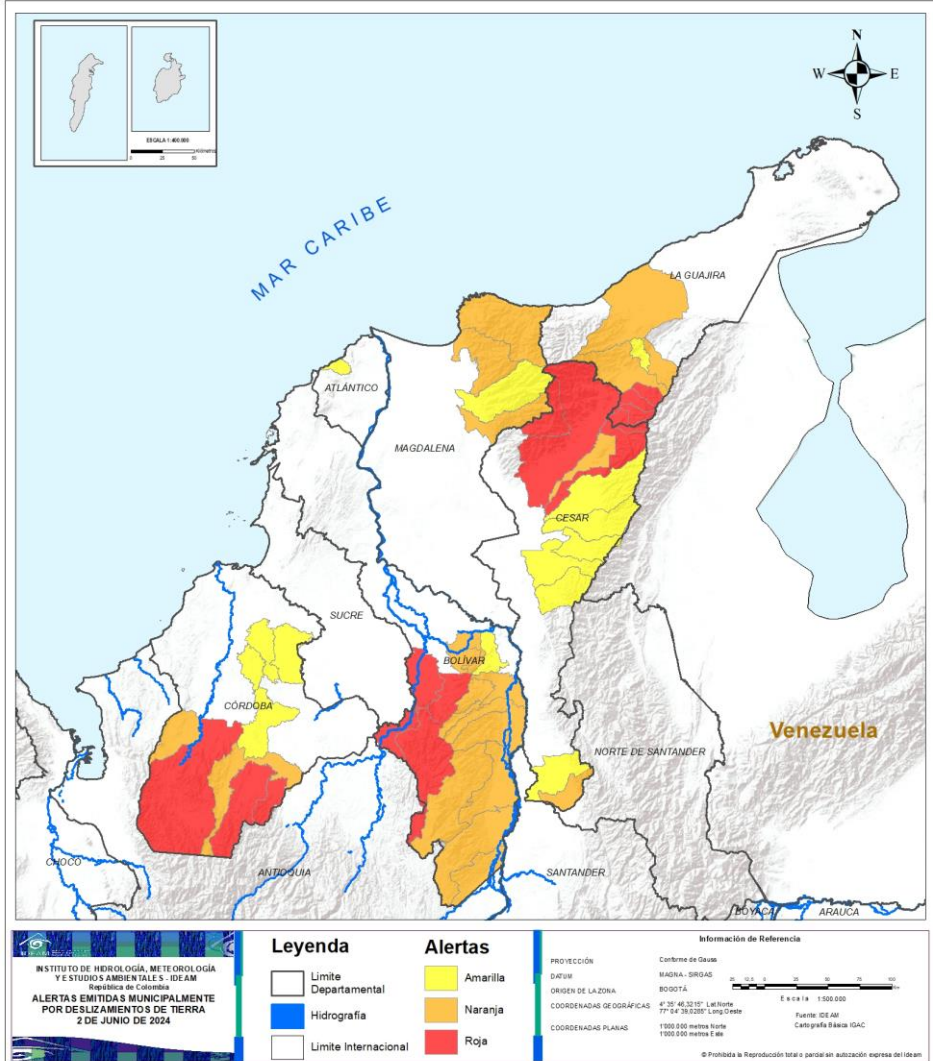 ESCALA 1:400.000
0 25 50
N
W E
S
MAR CARIBE
LA GUAJIRA
ATLÁNTICO
MAGDALENA
CESAR
SUCRE
BOLÍVAR
CÓRDOBA
NORTE DE SANTANDER
Venezuela
CHOCÓ
ANTIOQUIA
SANTANDER
BOYACÁ
ARAUCA
INSTITUTO DE HIDROLOGÍA, METEOROLOGÍA
Y ESTUDIOS AMBIENTALES - IDEAM
República de Colombia
ALERTAS EMITIDAS MUNICIPALMENTE
POR DESLIZAMIENTOS DE TIERRA
2 DE JUNIO DE 2024
Leyenda
Limite
Departamental
Hidrografía
Limite Internacional
Alertas
Amarilla
Naranja
Roja
Información de Referencia
PROYECCIÓN Conforme de Gauss
DATUM MAGNA - SIRGAS
ORIGEN DE LA ZONA BOGOTÁ
COORDENADAS GEOGRÁFICAS 4° 35' 46,3215" Lat.Norte
77° 04' 39,0285" Long.Oeste
COORDENADAS PLANAS 1'000.000 metros Norte
1'000.000 metros Este
Escala 1:500.000
Fuente: IDEAM
Cartografía Básica: IGAC
© Prohibida la Reproducción total o parcial sin autización expresa del Ideam